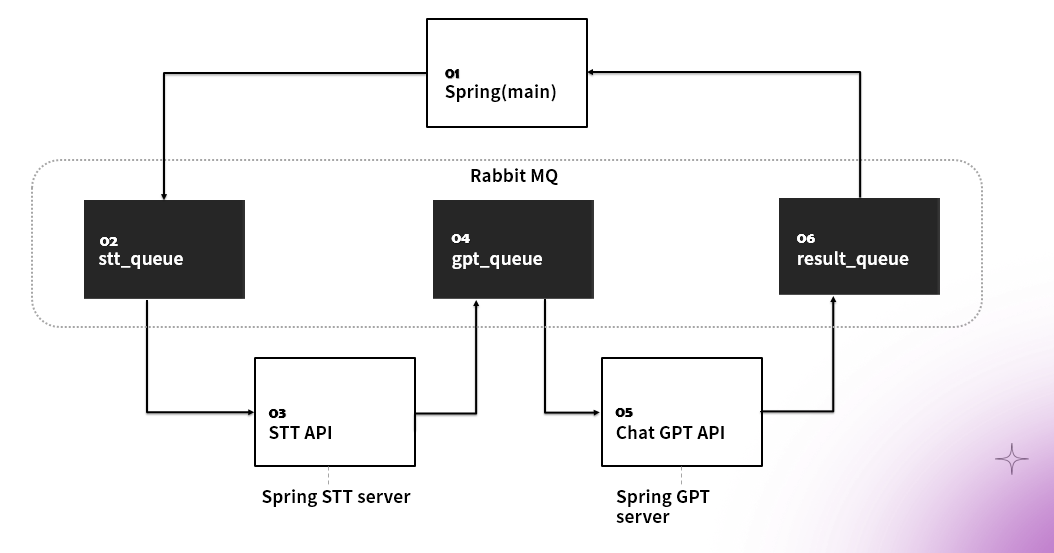 01
Spring(main)
Rabbit MQ
02
stt_queue
04
gpt_queue
06
result_queue
03
STT API
05
Chat GPT API
Spring STT server
Spring GPT
server